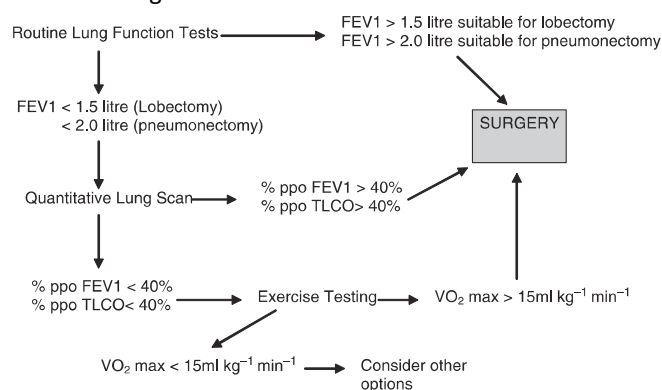 FEV1 > 1.5 litre suitable for lobectomy
Routine Lung Function Tests
FEV1 > 2.0 litre suitable for pneumonectomy
FEV1 < 1.5 litre (Lobectomy)
< 2.0 litre (pneumonectomy)
SURGERY
% ppo FEV1 > 40%
Quantitative Lung Scan
% ppo TLCO> 40%
% ppo FEV1 < 40%
% ppo TLCO< 40%
Exercise Testing
VO₂ max > 15ml kg⁻¹ min⁻¹
VO₂ max < 15ml kg⁻¹ min⁻¹
Consider other
options